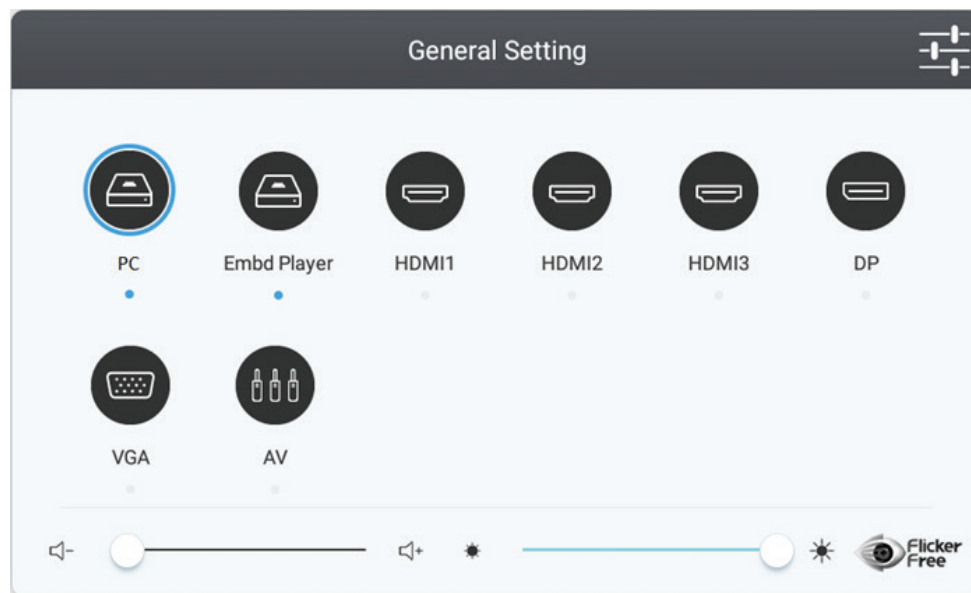 General Setting
PC
Embd Player
HDMI1
HDMI2
HDMI3
DP
VGA
AV
Flicker
Free